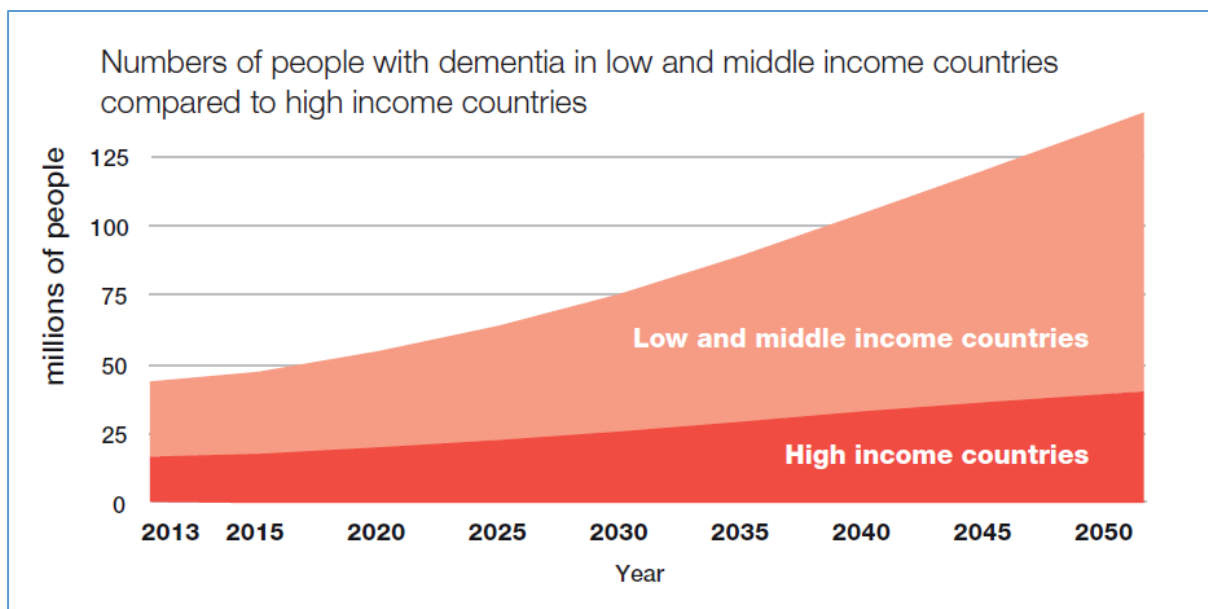 Numbers of people with dementia in low and middle income countries
compared to high income countries
millions of people
125
100
75
50
25
0
Low and middle income countries
High income countries
2013 2015 2020 2025 2030 2035 2040 2045 2050
Year